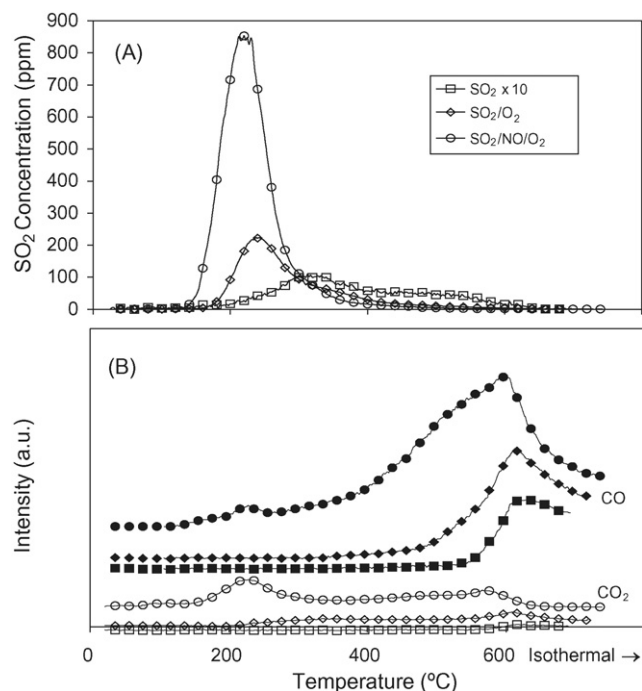 900
800
700
600
500
400
300
200
100
0
SO₂ Concentration (ppm)
(A)
SO₂ x 10
SO₂/O₂
SO₂/NO/O₂
(B)
Intensity (a.u.)
CO
CO₂
0 200 400 600 Isothermal →
Temperature (ºC)